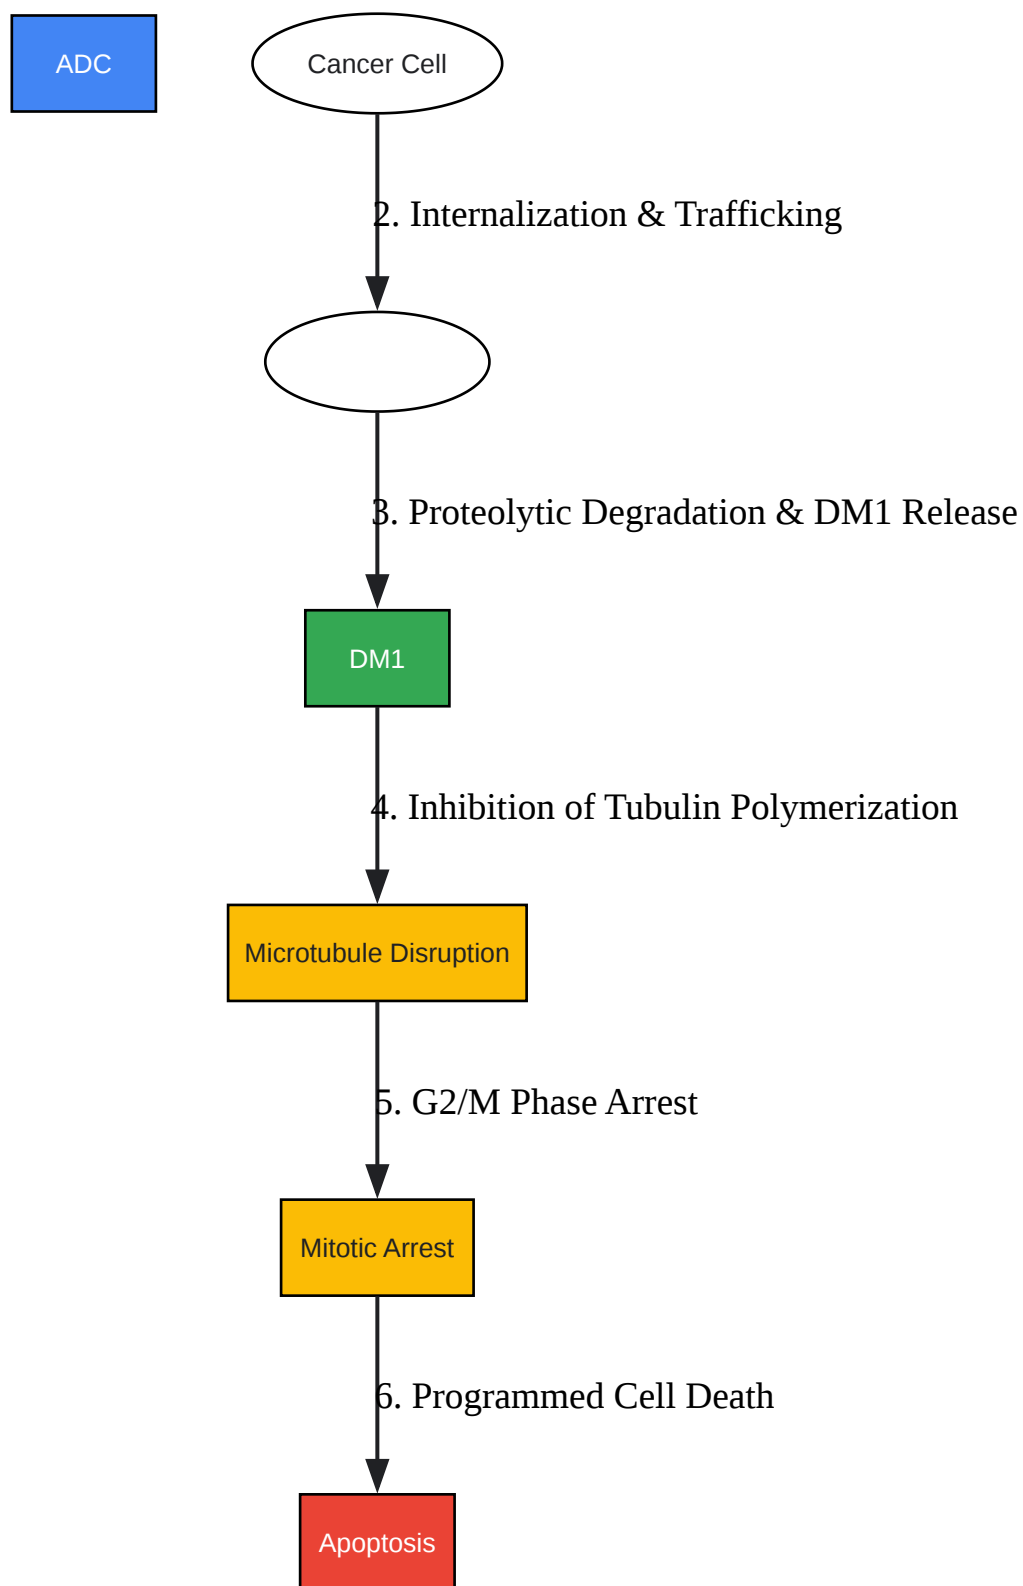 ADC
Cancer Cell
2. Internalization & Trafficking
3. Proteolytic Degradation & DM1 Release
DM1
4. Inhibition of Tubulin Polymerization
Microtubule Disruption
5. G2/M Phase Arrest
Mitotic Arrest
6. Programmed Cell Death
Apoptosis